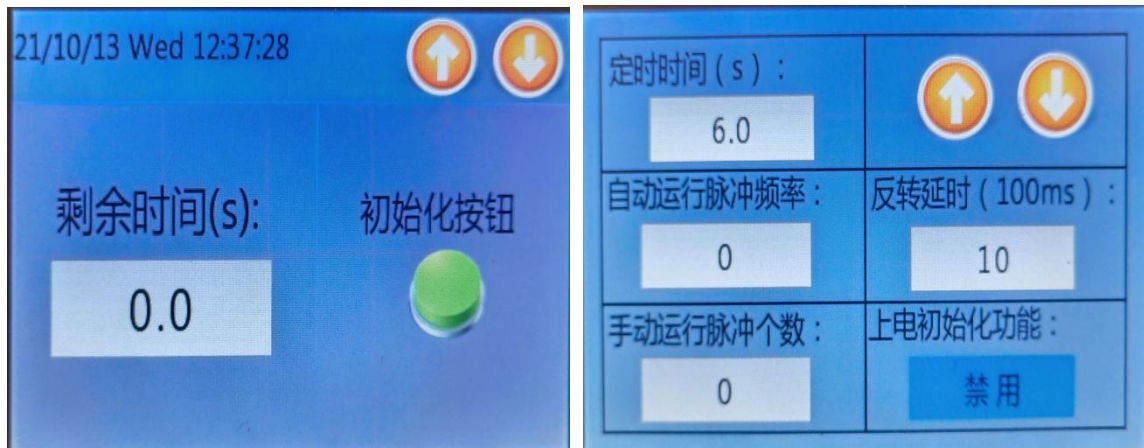 21/10/13 Wed 12:37:28
剩余时间(s):
初始化按钮
0.0
定时时间（s）：
6.0
自动运行脉冲频率：
反转延时（100ms）：
0
10
手动运行脉冲个数：
上电初始化功能：
0
禁用